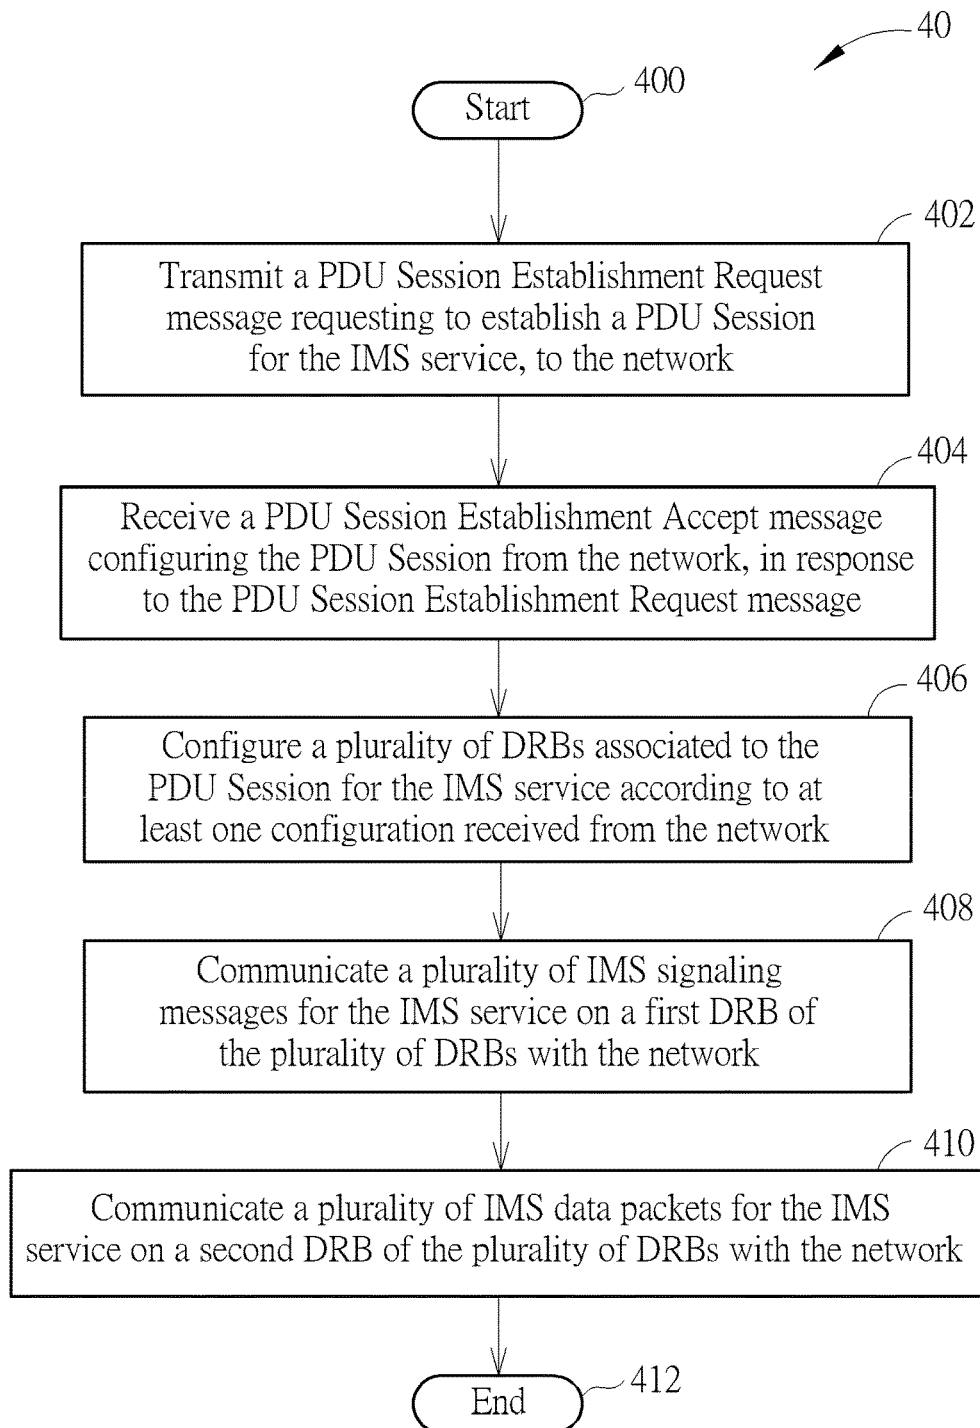 40
Start
400
402
Transmit a PDU Session Establishment Request
message requesting to establish a PDU Session
for the IMS service, to the network
404
Receive a PDU Session Establishment Accept message
configuring the PDU Session from the network, in response
to the PDU Session Establishment Request message
406
Configure a plurality of DRBs associated to the
PDU Session for the IMS service according to at
least one configuration received from the network
408
Communicate a plurality of IMS signaling
messages for the IMS service on a first DRB of
the plurality of DRBs with the network
410
Communicate a plurality of IMS data packets for the IMS
service on a second DRB of the plurality of DRBs with the network
End
412